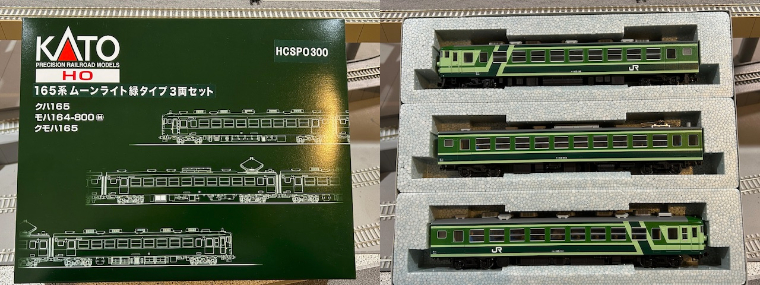 KATO
PRECISION RAILROAD MODELS
HO
HCSPO300
165系 ムーンライト緑タイプ 3両セット
クハ165
モハ164-800 M
クモハ165
JR
JR